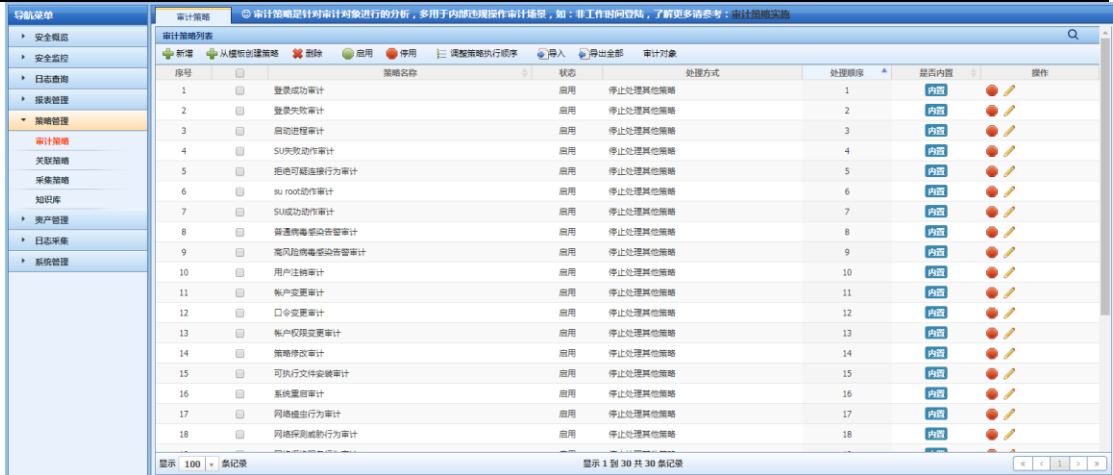 导航菜单
安全概览
安全监控
日志查询
报表管理
策略管理
审计策略
关联策略
采集策略
知识库
资产管理
日志采集
系统管理
审计策略 审计策略是针对审计对象进行的分析，多用于内部违规操作审计场景，如：非工作时间登陆，了解更多请参考：审计策略实施
审计策略列表
新增 从模板创建策略 删除 启用 停用 调整策略执行顺序 导入 导出全部 审计对象
序号 策略名称 状态 处理方式 处理顺序 是否内置 操作
1 登录成功审计 启用 停止处理其他策略 1 内置
2 登录失败审计 启用 停止处理其他策略 2 内置
3 启动进程审计 启用 停止处理其他策略 3 内置
4 SU失败动作审计 启用 停止处理其他策略 4 内置
5 拒绝可疑连接行为审计 启用 停止处理其他策略 5 内置
6 su root动作审计 启用 停止处理其他策略 6 内置
7 SU成功动作审计 启用 停止处理其他策略 7 内置
8 普通病毒感染告警审计 启用 停止处理其他策略 8 内置
9 高风险病毒感染告警审计 启用 停止处理其他策略 9 内置
10 用户注销审计 启用 停止处理其他策略 10 内置
11 帐户变更审计 启用 停止处理其他策略 11 内置
12 口令变更审计 启用 停止处理其他策略 12 内置
13 帐户权限变更审计 启用 停止处理其他策略 13 内置
14 策略修改审计 启用 停止处理其他策略 14 内置
15 可执行文件安装审计 启用 停止处理其他策略 15 内置
16 系统重启审计 启用 停止处理其他策略 16 内置
17 网络蠕虫行为审计 启用 停止处理其他策略 17 内置
18 网络探测威胁行为审计 启用 停止处理其他策略 18 内置
显示 100 条记录 显示 1 到 30 共 30 条记录 1